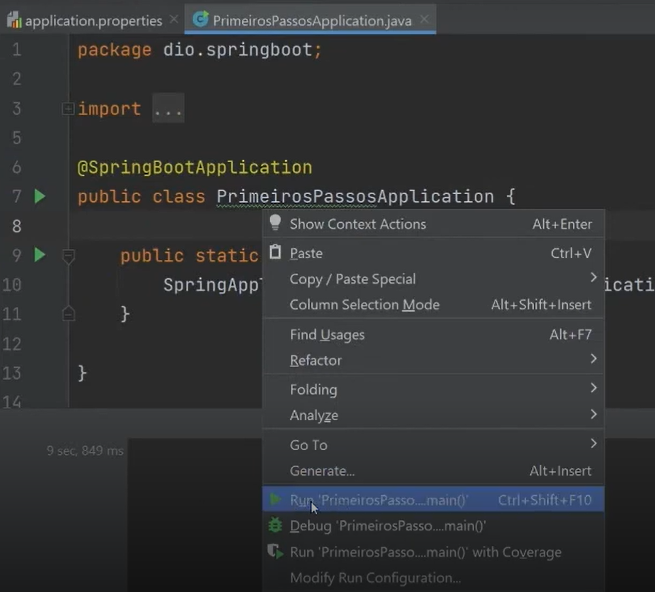 application.properties
PrimeirosPassosApplication.java
1 package dio.springboot;
2
3 import ...
5
6 @SpringBootApplication
7 public class PrimeirosPassosApplication {
8
9 public static
10 SpringAppl icati
11 }
12
13 }
14
9 sec, 849 ms
Show Context Actions Alt+Enter
Paste Ctrl+V
Copy / Paste Special
Column Selection Mode Alt+Shift+Insert
Find Usages Alt+F7
Refactor
Folding
Analyze
Go To
Generate... Alt+Insert
Run 'PrimeirosPasso....main()' Ctrl+Shift+F10
Debug 'PrimeirosPasso....main()'
Run 'PrimeirosPasso....main()' with Coverage
Modify Run Configuration...